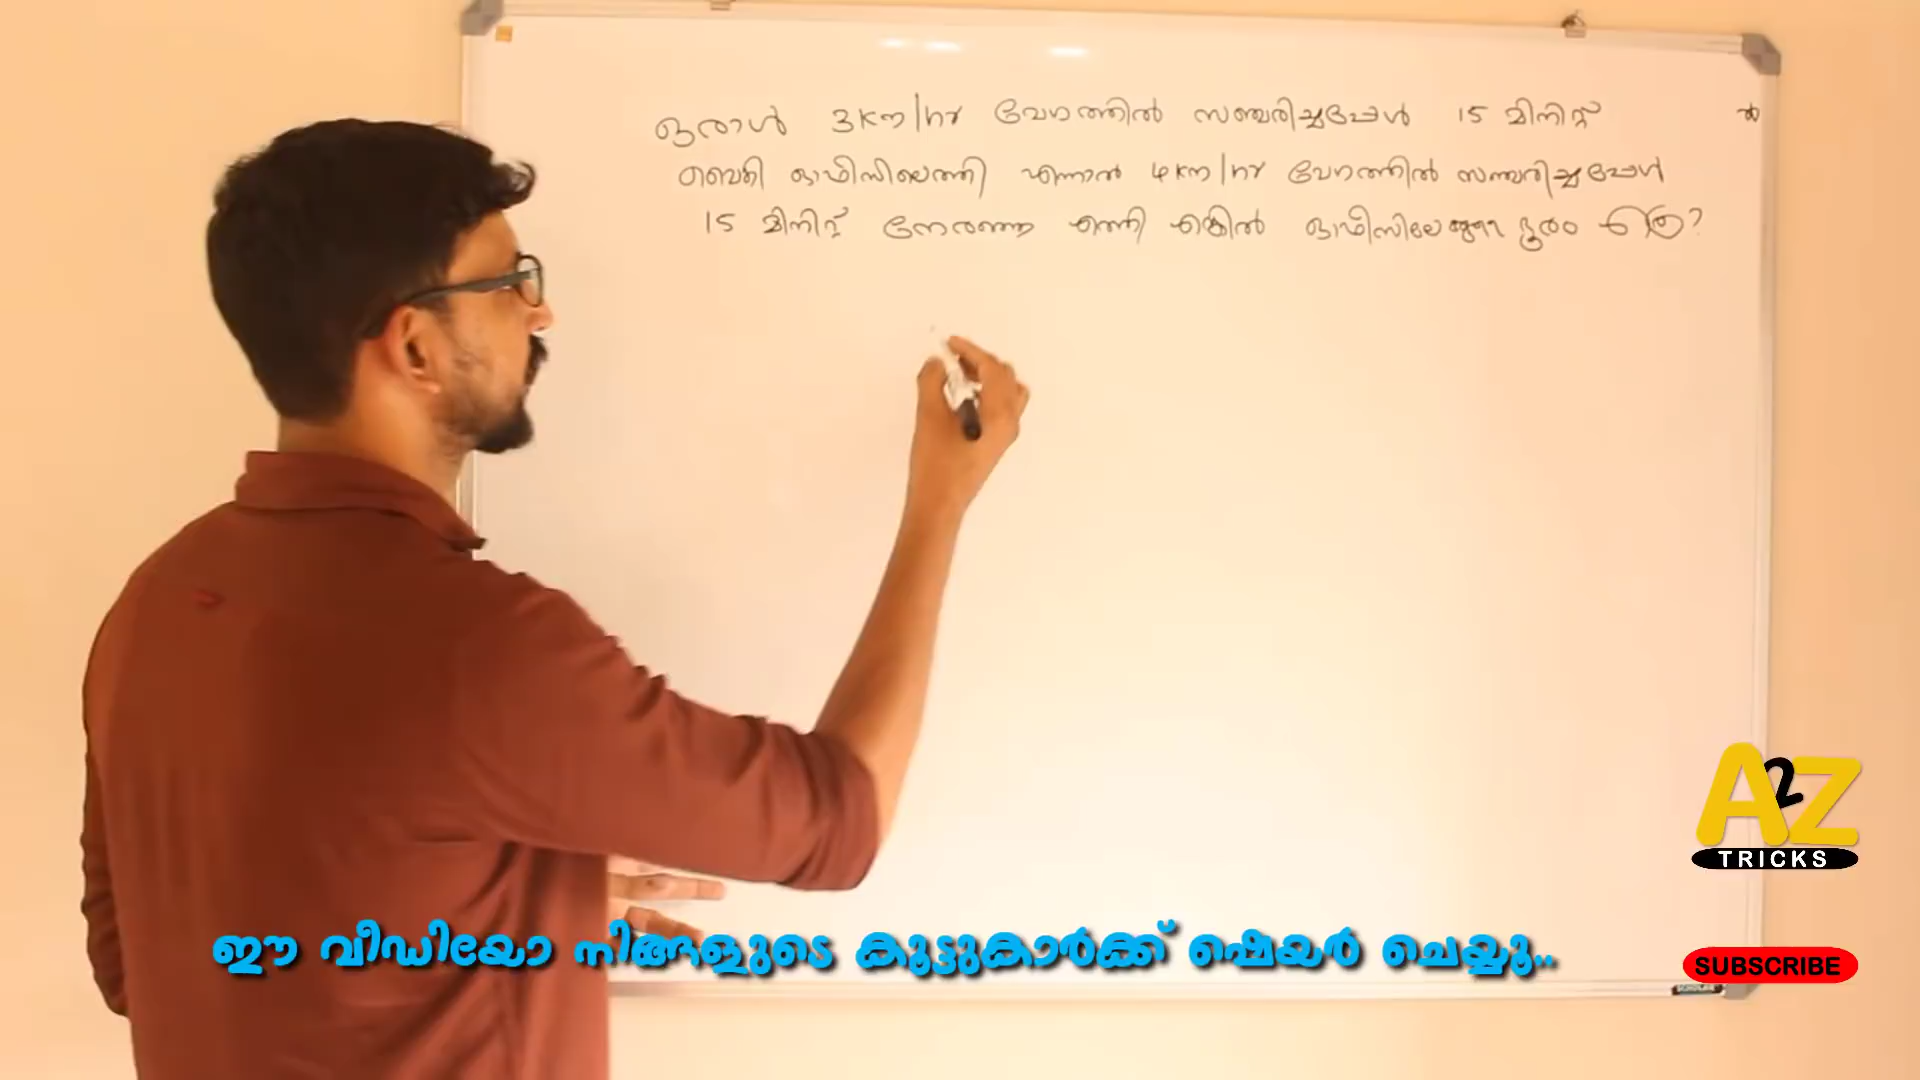 ഒരാൾ 3km/hr വേഗത്തിൽ സഞ്ചരിച്ചപ്പോൾ 15 മിനിറ്റ്
വൈകി ഓഫിസിലെത്തി എന്നാൽ 4km/hr വേഗത്തിൽ സഞ്ചരിച്ചപ്പോൾ
15 മിനിറ്റ് നേരത്തെ എത്തി എങ്കിൽ ഓഫീസിലേക്കുള്ള ദൂരം എത്ര?
A2Z
TRICKS
ഈ വീഡിയോ നിങ്ങളുടെ കൂട്ടുകാർക്ക് ഷെയർ ചെയ്യൂ..
SUBSCRIBE